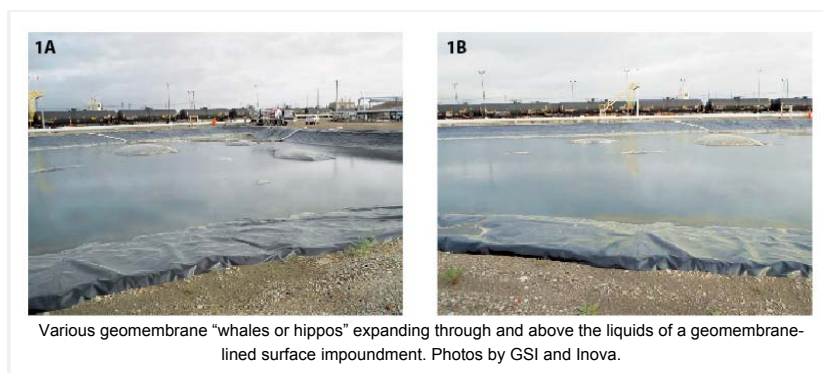 1A
1B
Various geomembrane “whales or hippos” expanding through and above the liquids of a geomembrane-
lined surface impoundment. Photos by GSI and Inova.